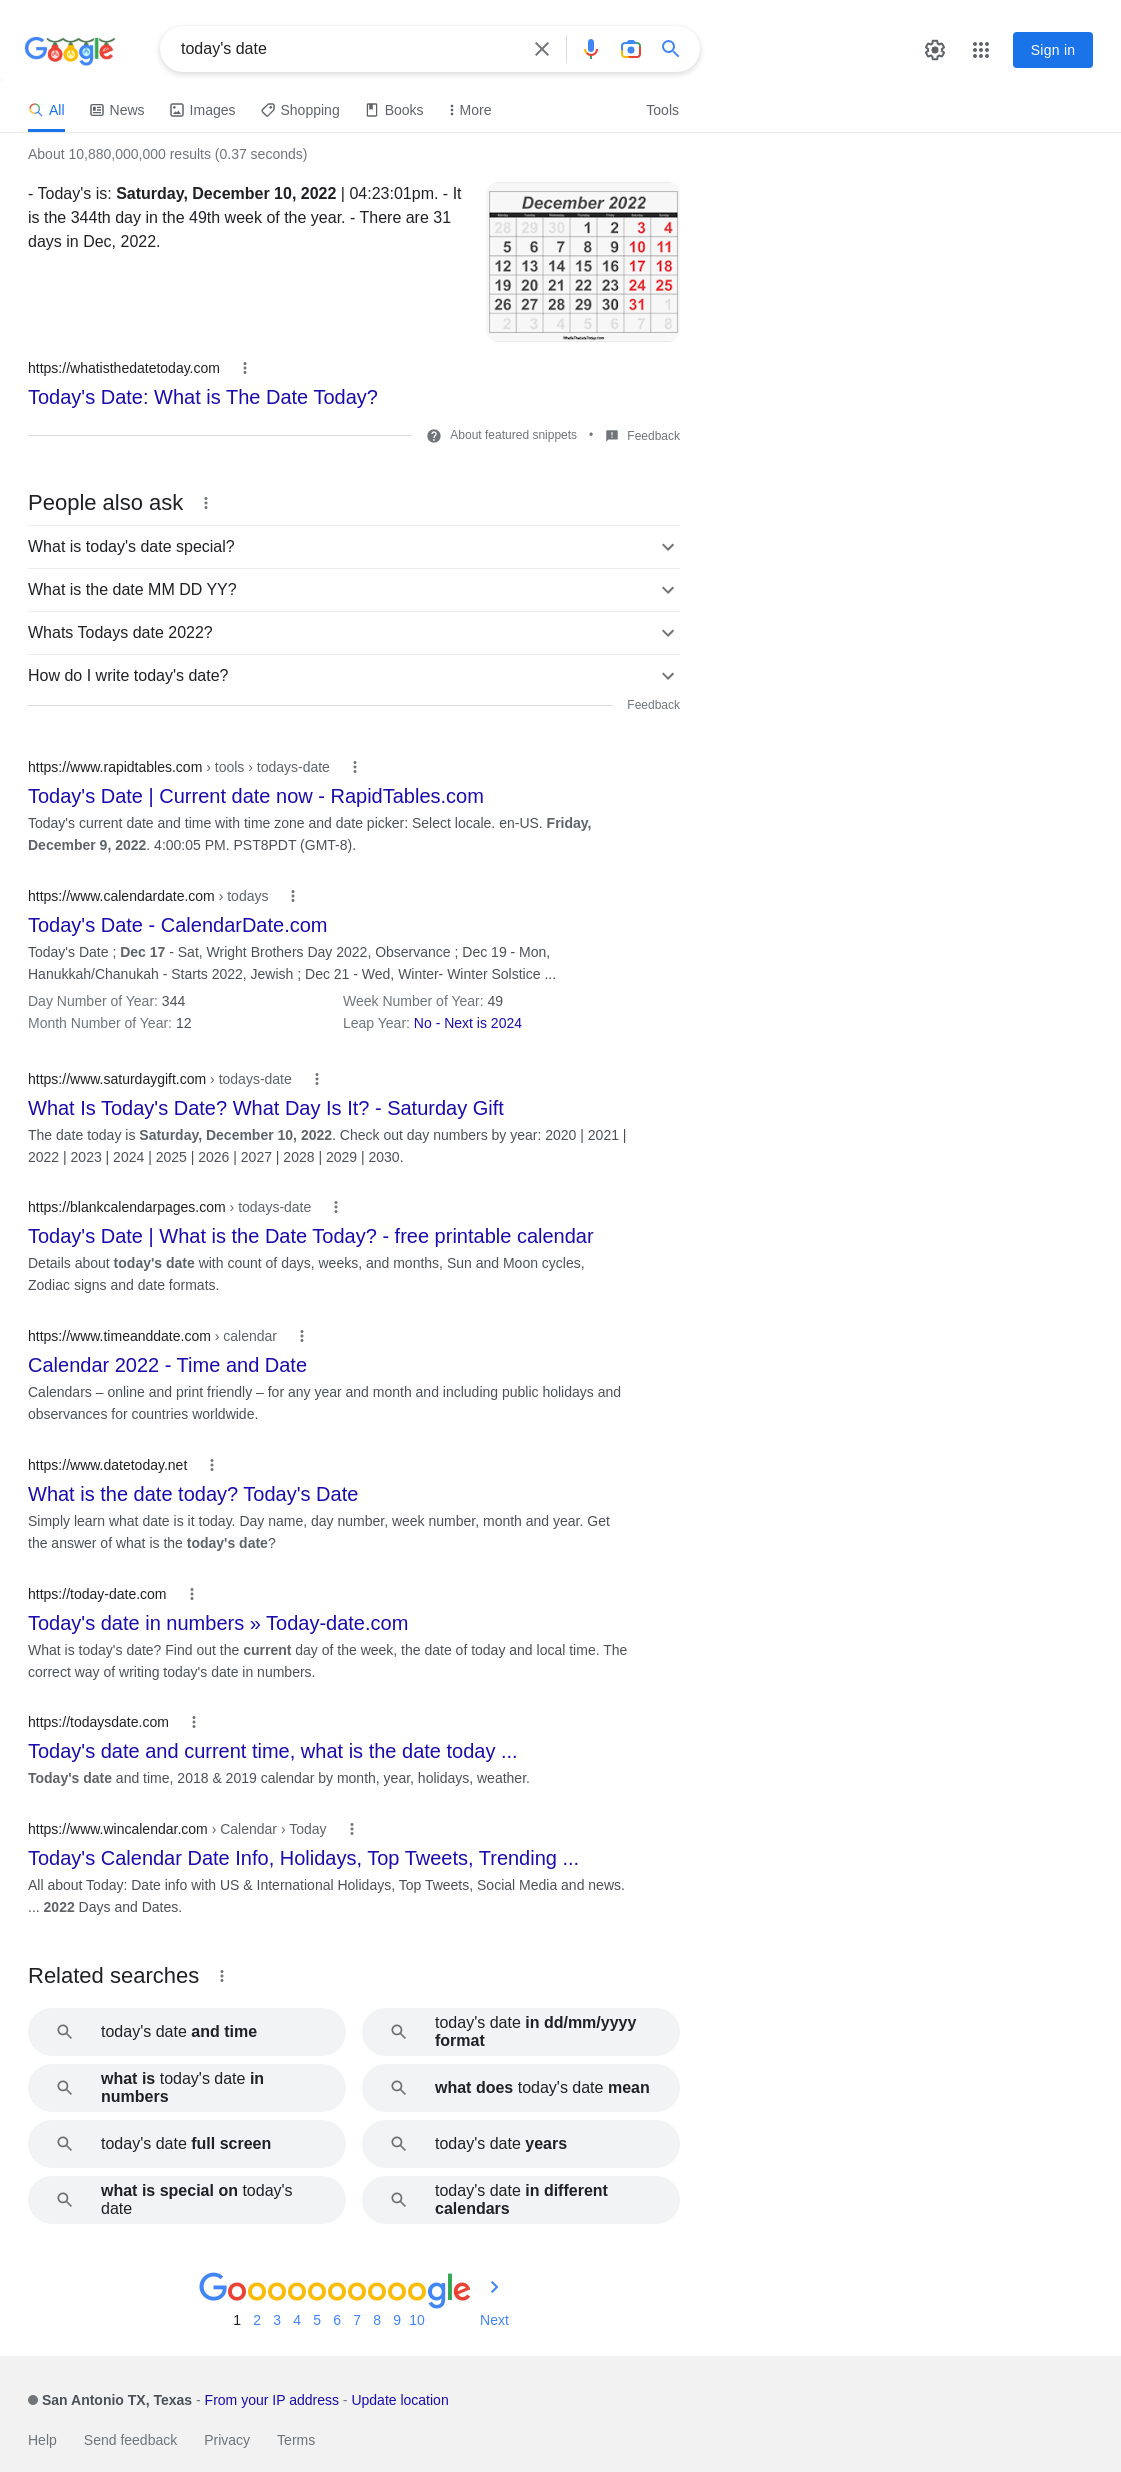 Google
today's date
Sign in
All
News
Images
Shopping
Books
More
Tools
About 10,880,000,000 results (0.37 seconds)
- Today's is: Saturday, December 10, 2022 | 04:23:01pm. - It
is the 344th day in the 49th week of the year. - There are 31
days in Dec, 2022.
December 2022
Monday Tuesday Wednesday Thursday Friday Saturday Sunday
28 29 30 1 2 3 4
5 6 7 8 9 10 11
12 13 14 15 16 17 18
19 20 21 22 23 24 25
26 27 28 29 30 31 1
2 3 4 5 6 7 8
WhatIsTheDateToday.com
https://whatisthedatetoday.com
Today's Date: What is The Date Today?
About featured snippets • Feedback
People also ask
What is today's date special?
What is the date MM DD YY?
Whats Todays date 2022?
How do I write today's date?
Feedback
https://www.rapidtables.com › tools › todays-date
Today's Date | Current date now - RapidTables.com
Today's current date and time with time zone and date picker: Select locale. en-US. Friday,
December 9, 2022. 4:00:05 PM. PST8PDT (GMT-8).
https://www.calendardate.com › todays
Today's Date - CalendarDate.com
Today's Date ; Dec 17 - Sat, Wright Brothers Day 2022, Observance ; Dec 19 - Mon,
Hanukkah/Chanukah - Starts 2022, Jewish ; Dec 21 - Wed, Winter- Winter Solstice ...
Day Number of Year: 344
Week Number of Year: 49
Month Number of Year: 12
Leap Year: No - Next is 2024
https://www.saturdaygift.com › todays-date
What Is Today's Date? What Day Is It? - Saturday Gift
The date today is Saturday, December 10, 2022. Check out day numbers by year: 2020 | 2021 |
2022 | 2023 | 2024 | 2025 | 2026 | 2027 | 2028 | 2029 | 2030.
https://blankcalendarpages.com › todays-date
Today's Date | What is the Date Today? - free printable calendar
Details about today's date with count of days, weeks, and months, Sun and Moon cycles,
Zodiac signs and date formats.
https://www.timeanddate.com › calendar
Calendar 2022 - Time and Date
Calendars – online and print friendly – for any year and month and including public holidays and
observances for countries worldwide.
https://www.datetoday.net
What is the date today? Today's Date
Simply learn what date is it today. Day name, day number, week number, month and year. Get
the answer of what is the today's date?
https://today-date.com
Today's date in numbers » Today-date.com
What is today's date? Find out the current day of the week, the date of today and local time. The
correct way of writing today's date in numbers.
https://todaysdate.com
Today's date and current time, what is the date today ...
Today's date and time, 2018 & 2019 calendar by month, year, holidays, weather.
https://www.wincalendar.com › Calendar › Today
Today's Calendar Date Info, Holidays, Top Tweets, Trending ...
All about Today: Date info with US & International Holidays, Top Tweets, Social Media and news.
... 2022 Days and Dates.
Related searches
today's date and time
today's date in dd/mm/yyyy
format
what is today's date in
numbers
what does today's date mean
today's date full screen
today's date years
what is special on today's
date
today's date in different
calendars
Goooooooooogle
1 2 3 4 5 6 7 8 9 10 Next
San Antonio TX, Texas - From your IP address - Update location
Help Send feedback Privacy Terms